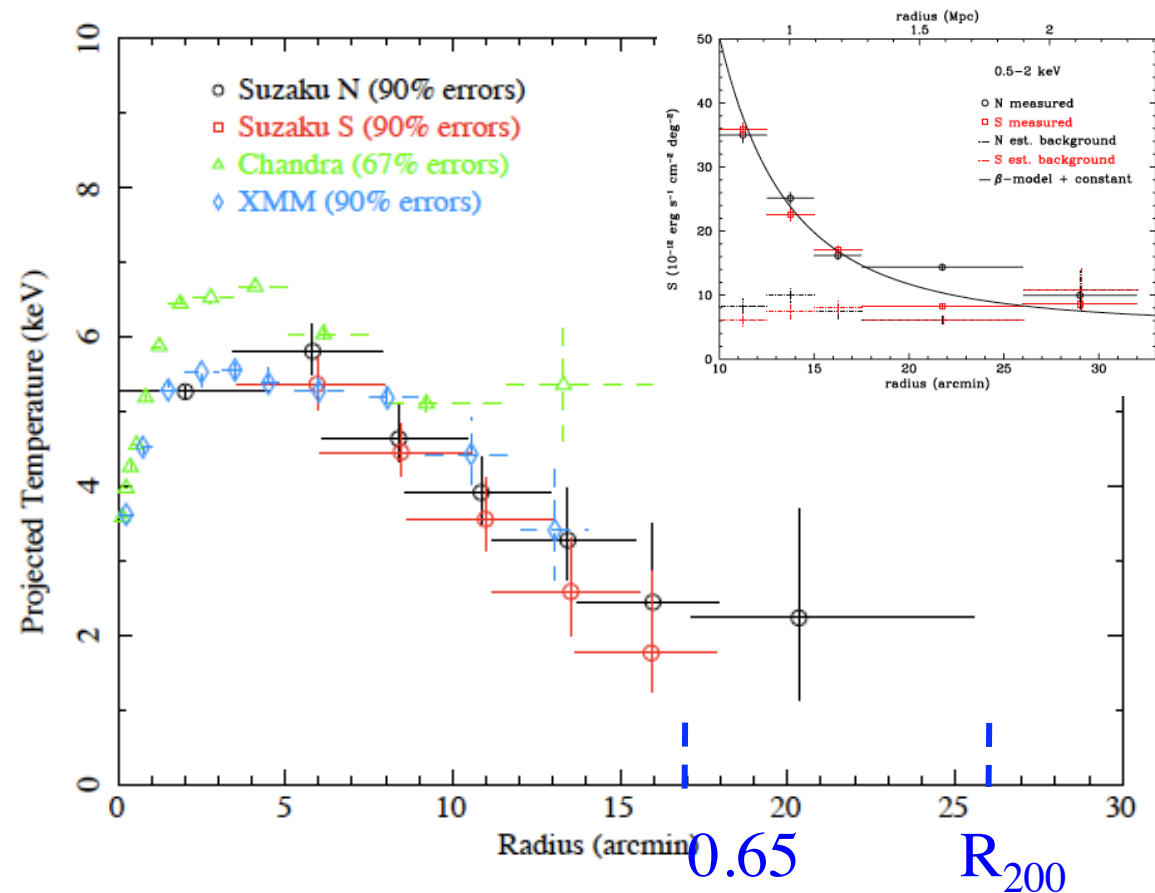 10
8
6
4
2
0
Projected Temperature (keV)
Suzaku N (90% errors)
Suzaku S (90% errors)
Chandra (67% errors)
XMM (90% errors)
0 5 10 15 20 25 30
Radius (arcmin)
0.65
R₂₀₀
radius (Mpc)
1 1.5 2
50
40
30
20
10
0
S (10⁻¹² erg s⁻¹ cm⁻² deg⁻²)
0.5−2 keV
N measured
S measured
N est. background
S est. background
β−model + constant
10 15 20 25 30
radius (arcmin)